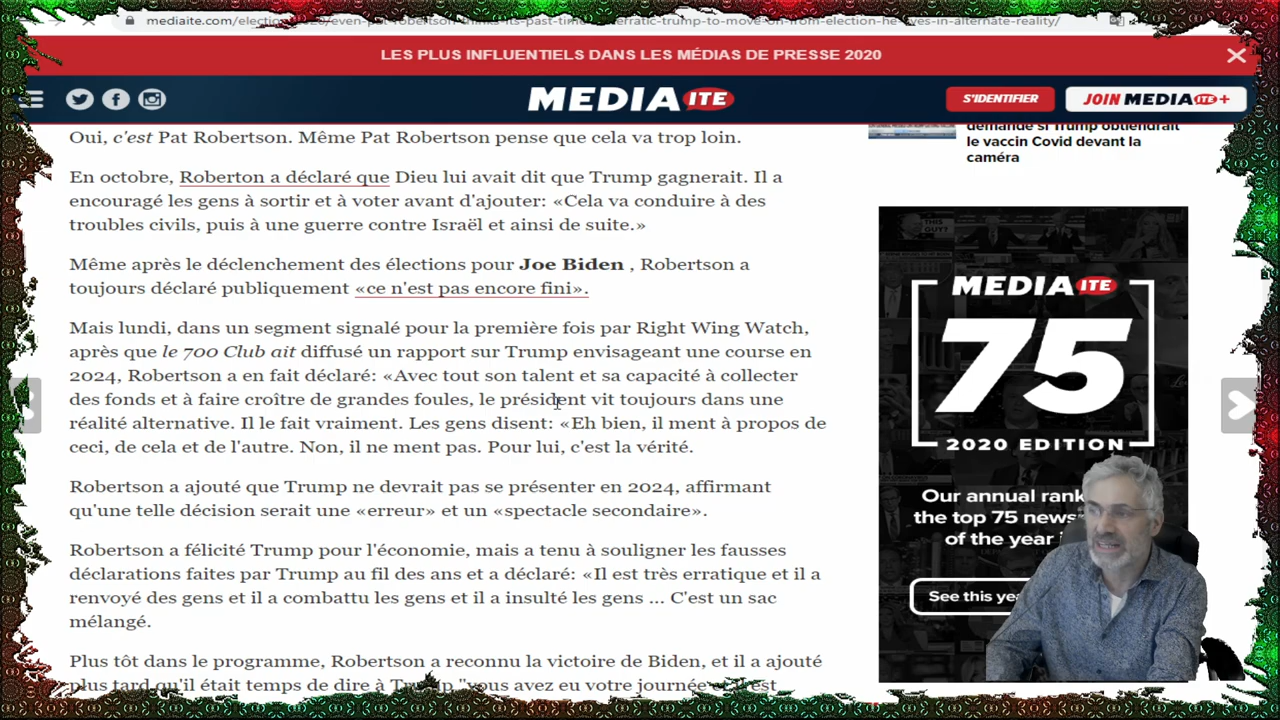 mediaite.com/election-2020/even-pat-robertson-thinks-its-past-time-for-erratic-trump-to-move-on-from-election-he-lives-in-alternate-reality/
LES PLUS INFLUENTIELS DANS LES MÉDIAS DE PRESSE 2020
MEDIA ITE
S'IDENTIFIER
JOIN MEDIA ITE +
Oui, c'est Pat Robertson. Même Pat Robertson pense que cela va trop loin.
En octobre, Roberton a déclaré que Dieu lui avait dit que Trump gagnerait. Il a
encouragé les gens à sortir et à voter avant d'ajouter: «Cela va conduire à des
troubles civils, puis à une guerre contre Israël et ainsi de suite.»
Même après le déclenchement des élections pour Joe Biden , Robertson a
toujours déclaré publiquement «ce n'est pas encore fini».
Mais lundi, dans un segment signalé pour la première fois par Right Wing Watch,
après que le 700 Club ait diffusé un rapport sur Trump envisageant une course en
2024, Robertson a en fait déclaré: «Avec tout son talent et sa capacité à collecter
des fonds et à faire croître de grandes foules, le président vit toujours dans une
réalité alternative. Il le fait vraiment. Les gens disent: «Eh bien, il ment à propos de
ceci, de cela et de l'autre. Non, il ne ment pas. Pour lui, c'est la vérité.
Robertson a ajouté que Trump ne devrait pas se présenter en 2024, affirmant
qu'une telle décision serait une «erreur» et un «spectacle secondaire».
Robertson a félicité Trump pour l'économie, mais a tenu à souligner les fausses
déclarations faites par Trump au fil des ans et a déclaré: «Il est très erratique et il a
renvoyé des gens et il a combattu les gens et il a insulté les gens ... C'est un sac
mélangé.
Plus tôt dans le programme, Robertson a reconnu la victoire de Biden, et il a ajouté
plus tard qu'il était temps de dire à Trump "vous avez eu votre journée et c'est
demande si Trump obtiendrait
le vaccin Covid devant la
caméra
MEDIA ITE
75
2020 EDITION
Our annual rank
the top 75 news
of the year i
See this yea